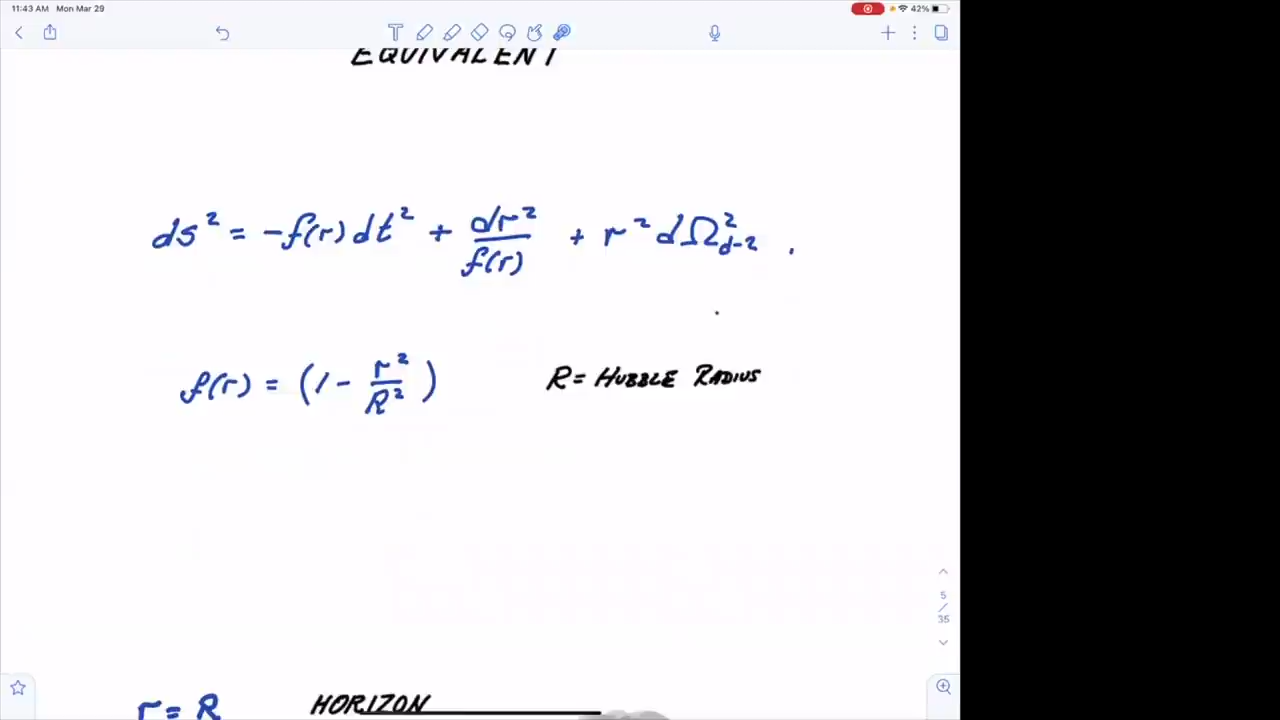 11:43 AM Mon Mar 29
42%
EQUIVALENT
ds² = -f(r) dt² + dr²/f(r) + r² dΩ²_{d-2} .
f(r) = (1 - r²/R²) R = HUBBLE RADIUS
5
/
35
r = R HORIZON